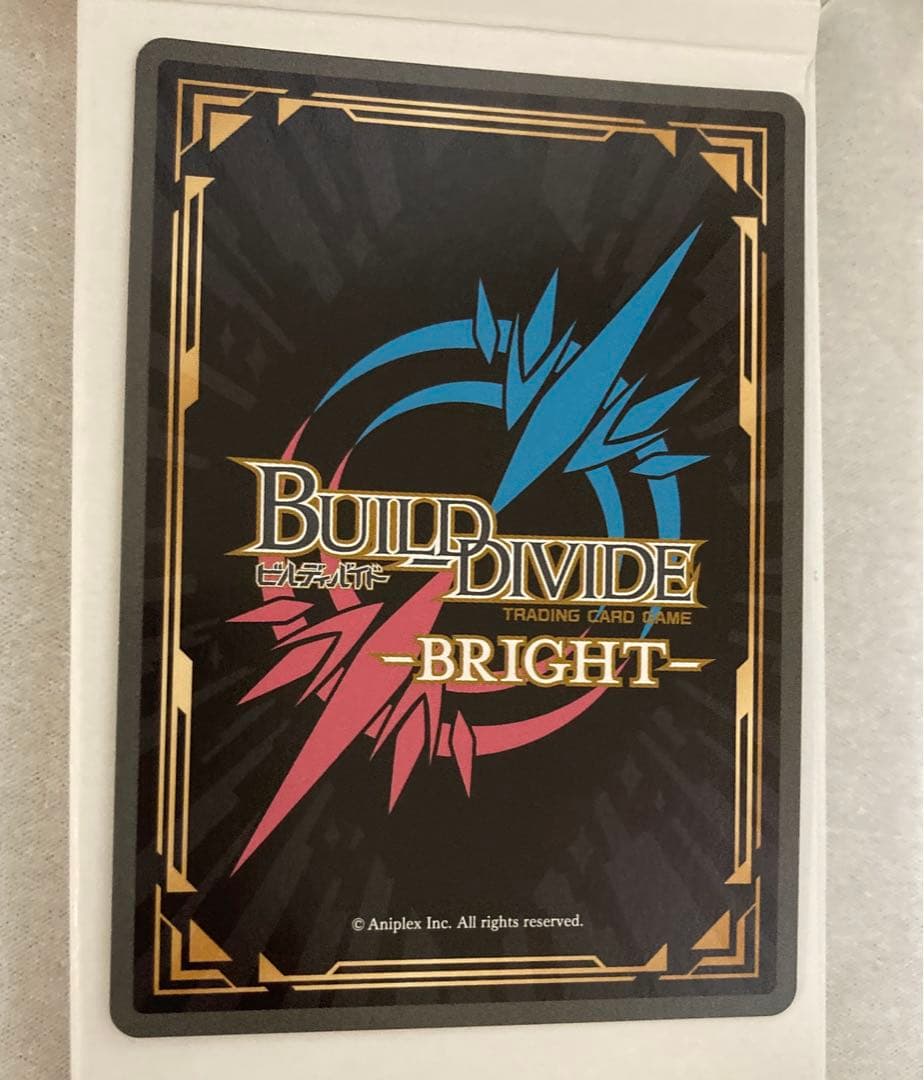 BUILD DIVIDE
ビルディバイド
TRADING CARD GAME
-BRIGHT-
© Aniplex Inc. All rights reserved.